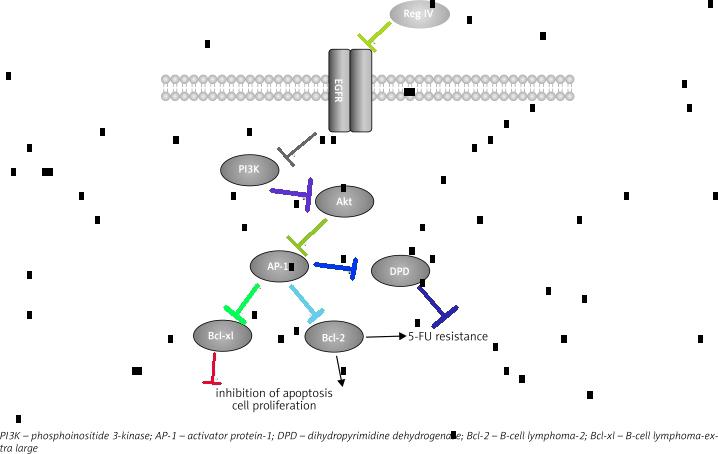 Reg IV
EGFR
PI3K
Akt
AP-1
DPD
Bcl-xl
Bcl-2
5-FU resistance
inhibition of apoptosis
cell proliferation
PI3K – phosphoinositide 3-kinase; AP-1 – activator protein-1; DPD – dihydropyrimidine dehydrogenase; Bcl-2 – B-cell lymphoma-2; Bcl-xl – B-cell lymphoma-ex-
tra large